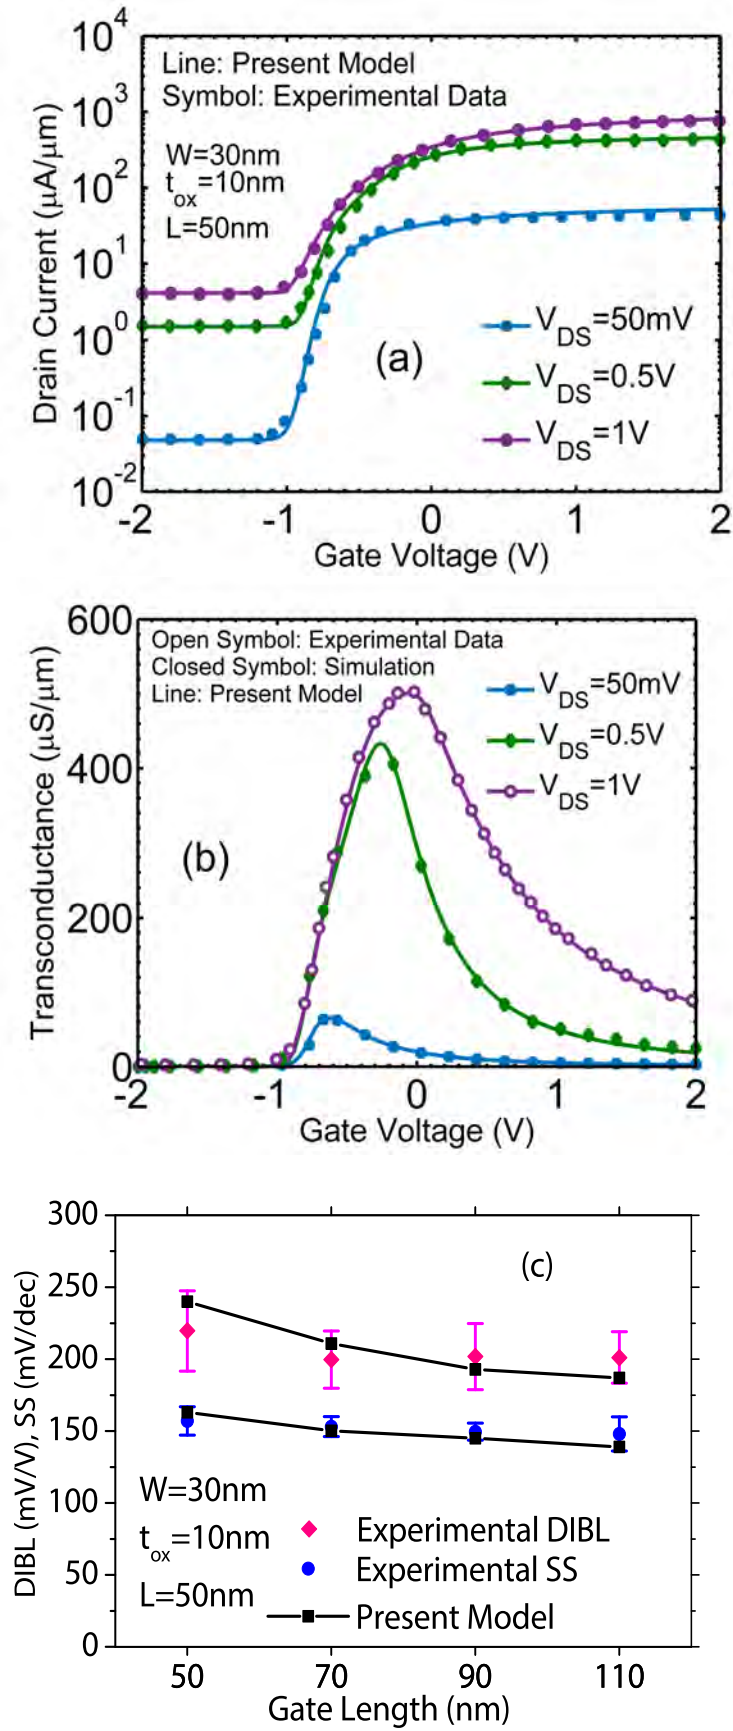 10^4
10^3
10^2
10^1
10^0
10^-1
10^-2
Drain Current (μA/μm)
Line: Present Model
Symbol: Experimental Data
W=30nm
t_ox=10nm
L=50nm
(a)
V_DS=50mV
V_DS=0.5V
V_DS=1V
-2 -1 0 1 2
Gate Voltage (V)
600
400
200
0
Transconductance (μS/μm)
Open Symbol: Experimental Data
Closed Symbol: Simulation
Line: Present Model
V_DS=50mV
V_DS=0.5V
V_DS=1V
(b)
-2 -1 0 1 2
Gate Voltage (V)
300
250
200
150
100
50
0
DIBL (mV/V), SS (mV/dec)
(c)
W=30nm
t_ox=10nm
L=50nm
Experimental DIBL
Experimental SS
Present Model
50 70 90 110
Gate Length (nm)